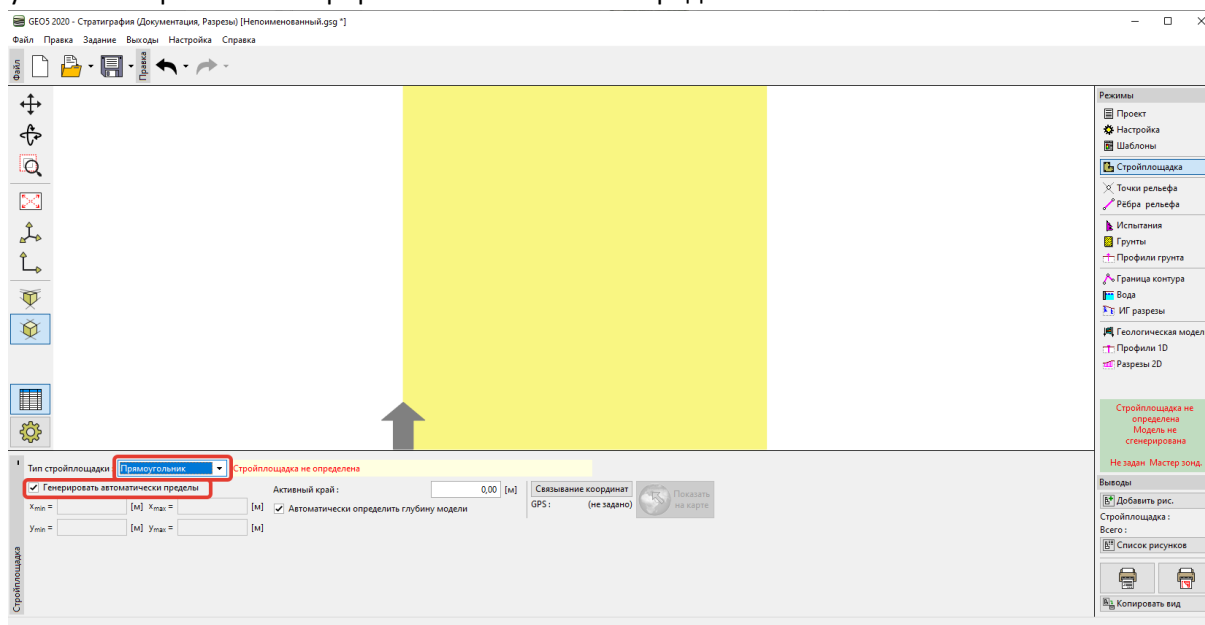 GEO5 2020 - Стратиграфия (Документация, Разрезы) [Непоименованный.gsg *]
Файл Правка Задание Выходы Настройка Справка
Файл
Правка
Режимы
Проект
Настройка
Шаблоны
Стройплощадка
Точки рельефа
Рёбра рельефа
Испытания
Грунты
Профили грунта
Граница контура
Вода
ИГ разрезы
Геологическая модел
Профили 1D
Разрезы 2D
Стройплощадка не
определена
Модель не
сгенерирована
Не задан Мастер зонд.
Тип стройплощадки Прямоугольник Стройплощадка не определена
Генерировать автоматически пределы Активный край : 0,00 [м] Связывание координат Показать на карте
xmin = [м] xmax = [м] Автоматически определить глубину модели GPS : (не задано)
ymin = [м] ymax = [м]
Стройплощадка
Выводы
Добавить рис.
Стройплощадка :
Всего :
Список рисунков
Копировать вид